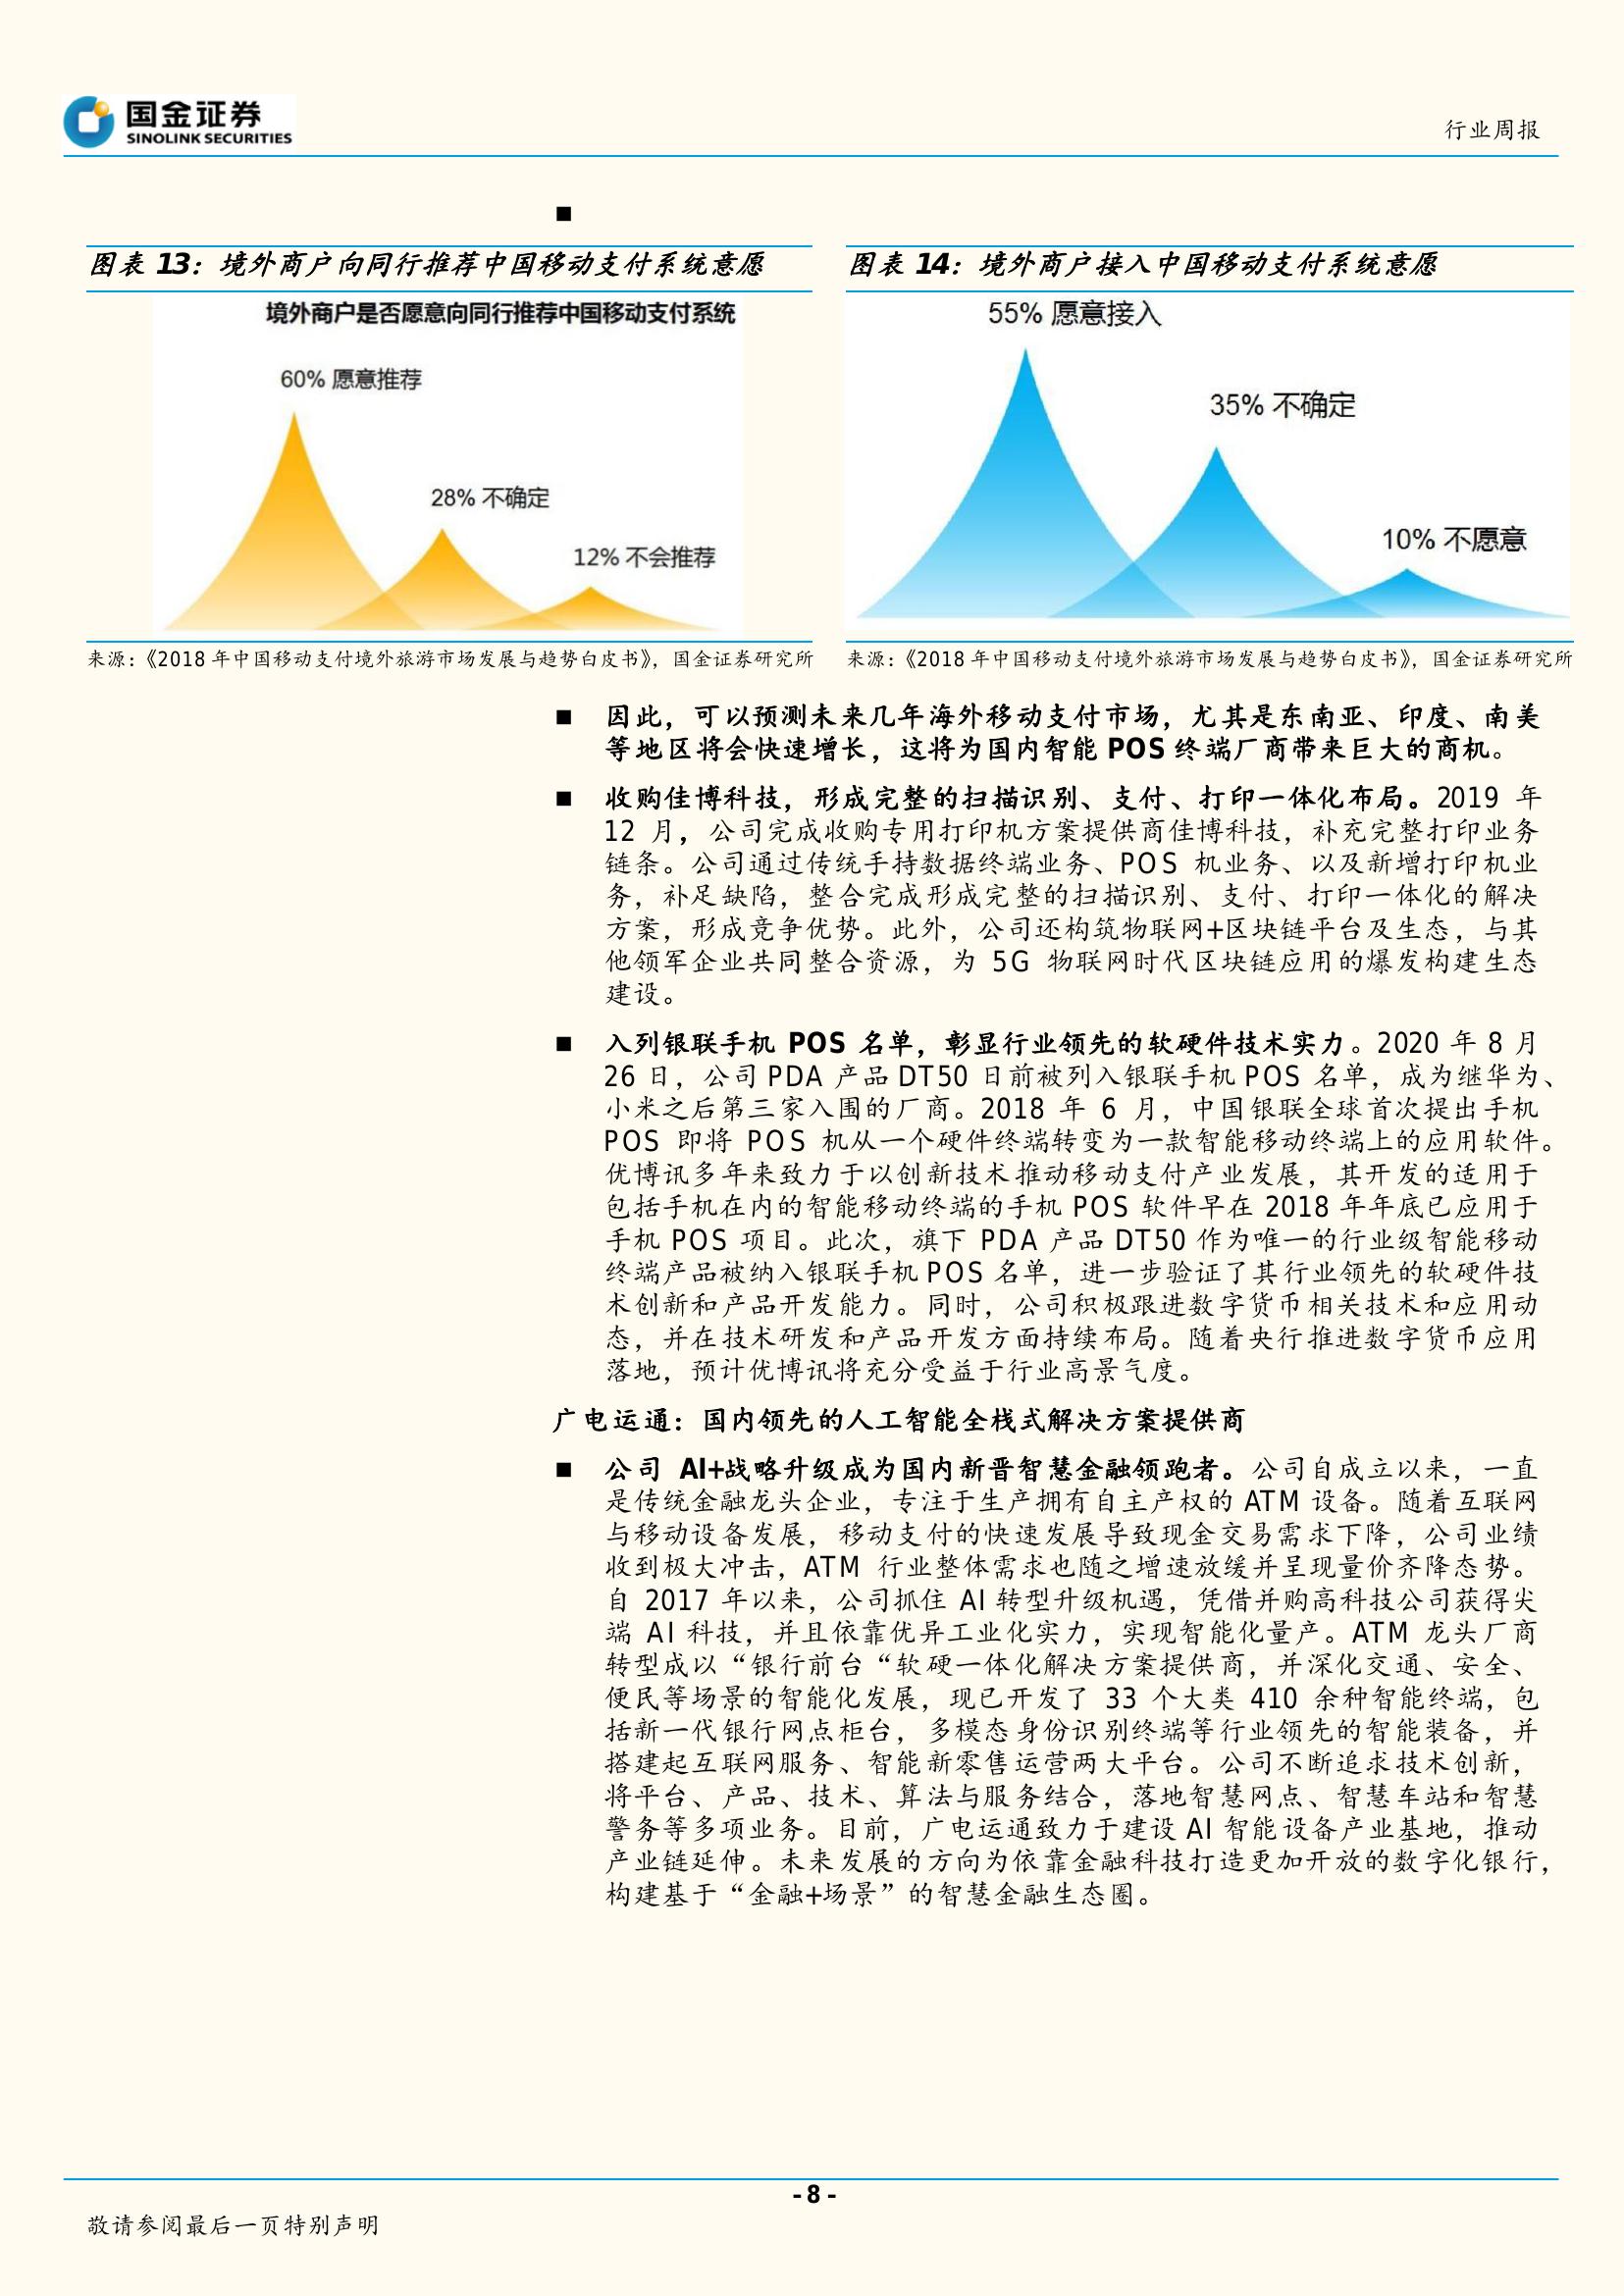 国金证券
SINOLINK SECURITIES
行业周报
■
图表 13：境外商户向同行推荐中国移动支付系统意愿
境外商户是否愿意向同行推荐中国移动支付系统
60% 愿意推荐
28% 不确定
12% 不会推荐
来源：《2018 年中国移动支付境外旅游市场发展与趋势白皮书》，国金证券研究所
图表 14：境外商户接入中国移动支付系统意愿
55% 愿意接入
35% 不确定
10% 不愿意
来源：《2018 年中国移动支付境外旅游市场发展与趋势白皮书》，国金证券研究所
■ 因此，可以预测未来几年海外移动支付市场，尤其是东南亚、印度、南美
等地区将会快速增长，这将为国内智能 POS 终端厂商带来巨大的商机。
■ 收购佳博科技，形成完整的扫描识别、支付、打印一体化布局。2019 年
12 月，公司完成收购专用打印机方案提供商佳博科技，补充完整打印业务
链条。公司通过传统手持数据终端业务、POS 机业务、以及新增打印机业
务，补足缺陷，整合完成形成完整的扫描识别、支付、打印一体化的解决
方案，形成竞争优势。此外，公司还构筑物联网+区块链平台及生态，与其
他领军企业共同整合资源，为 5G 物联网时代区块链应用的爆发构建生态
建设。
■ 入列银联手机 POS 名单，彰显行业领先的软硬件技术实力。2020 年 8 月
26 日，公司 PDA 产品 DT50 日前被列入银联手机 POS 名单，成为继华为、
小米之后第三家入围的厂商。2018 年 6 月，中国银联全球首次提出手机
POS 即将 POS 机从一个硬件终端转变为一款智能移动终端上的应用软件。
优博讯多年来致力于以创新技术推动移动支付产业发展，其开发的适用于
包括手机在内的智能移动终端的手机 POS 软件早在 2018 年年底已应用于
手机 POS 项目。此次，旗下 PDA 产品 DT50 作为唯一的行业级智能移动
终端产品被纳入银联手机 POS 名单，进一步验证了其行业领先的软硬件技
术创新和产品开发能力。同时，公司积极跟进数字货币相关技术和应用动
态，并在技术研发和产品开发方面持续布局。随着央行推进数字货币应用
落地，预计优博讯将充分受益于行业高景气度。
广电运通：国内领先的人工智能全栈式解决方案提供商
■ 公司 AI+战略升级成为国内新晋智慧金融领跑者。公司自成立以来，一直
是传统金融龙头企业，专注于生产拥有自主产权的 ATM 设备。随着互联网
与移动设备发展，移动支付的快速发展导致现金交易需求下降，公司业绩
收到极大冲击，ATM 行业整体需求也随之增速放缓并呈现量价齐降态势。
自 2017 年以来，公司抓住 AI 转型升级机遇，凭借并购高科技公司获得尖
端 AI 科技，并且依靠优异工业化实力，实现智能化量产。ATM 龙头厂商
转型成以“银行前台“软硬一体化解决方案提供商，并深化交通、安全、
便民等场景的智能化发展，现已开发了 33 个大类 410 余种智能终端，包
括新一代银行网点柜台，多模态身份识别终端等行业领先的智能装备，并
搭建起互联网服务、智能新零售运营两大平台。公司不断追求技术创新，
将平台、产品、技术、算法与服务结合，落地智慧网点、智慧车站和智慧
警务等多项业务。目前，广电运通致力于建设 AI 智能设备产业基地，推动
产业链延伸。未来发展的方向为依靠金融科技打造更加开放的数字化银行，
构建基于“金融+场景”的智慧金融生态圈。
- 8 -
敬请参阅最后一页特别声明